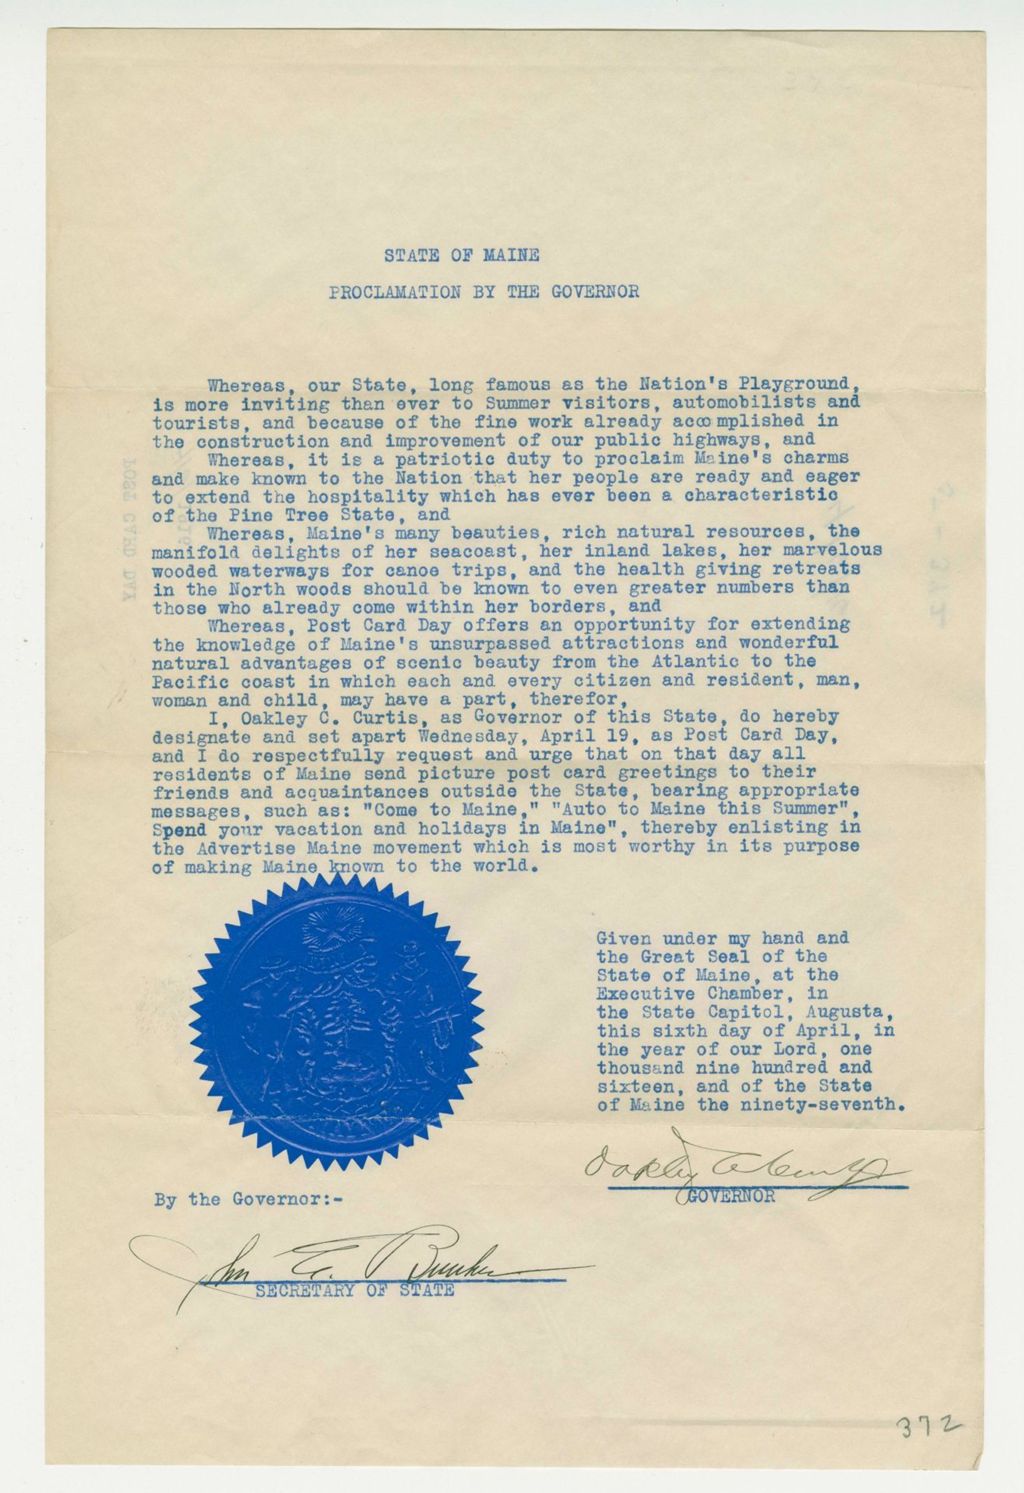 STATE OF MAINE
PROCLAMATION BY THE GOVERNOR
Whereas, our State, long famous as the Nation's Playground,
is more inviting than ever to Summer visitors, automobilists and
tourists, and because of the fine work already accomplished in
the construction and improvement of our public highways, and
Whereas, it is a patriotic duty to proclaim Maine's charms
and make known to the Nation that her people are ready and eager
to extend the hospitality which has ever been a characteristic
of the Pine Tree State, and
Whereas, Maine's many beauties, rich natural resources, the
manifold delights of her seacoast, her inland lakes, her marvelous
wooded waterways for canoe trips, and the health giving retreats
in the North woods should be known to even greater numbers than
those who already come within her borders, and
Whereas, Post Card Day offers an opportunity for extending
the knowledge of Maine's unsurpassed attractions and wonderful
natural advantages of scenic beauty from the Atlantic to the
Pacific coast in which each and every citizen and resident, man,
woman and child, may have a part, therefor,
I, Oakley C. Curtis, as Governor of this State, do hereby
designate and set apart Wednesday, April 19, as Post Card Day,
and I do respectfully request and urge that on that day all
residents of Maine send picture post card greetings to their
friends and acquaintances outside the State, bearing appropriate
messages, such as: "Come to Maine," "Auto to Maine this Summer",
Spend your vacation and holidays in Maine", thereby enlisting in
the Advertise Maine movement which is most worthy in its purpose
of making Maine known to the world.
Given under my hand and
the Great Seal of the
State of Maine, at the
Executive Chamber, in
the State Capitol, Augusta,
this sixth day of April, in
the year of our Lord, one
thousand nine hundred and
sixteen, and of the State
of Maine the ninety-seventh.
Oakley C. Curtis
GOVERNOR
By the Governor:-
John E. Bunker
SECRETARY OF STATE
372